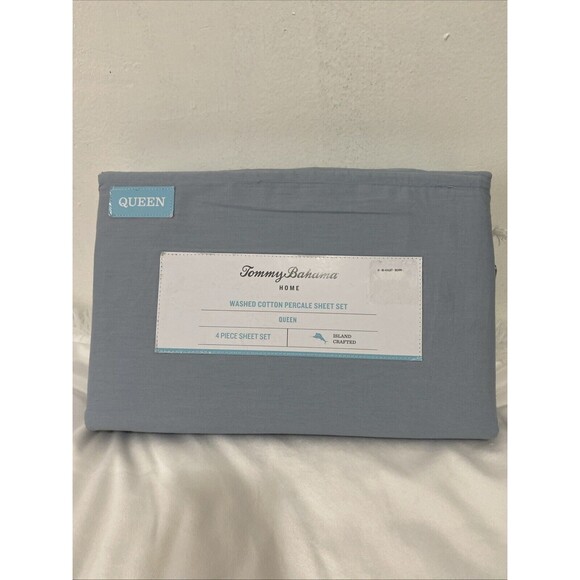 QUEEN
Tommy Bahama
HOME
WASHED COTTON PERCALE SHEET SET
QUEEN
4 PIECE SHEET SET
ISLAND
CRAFTED